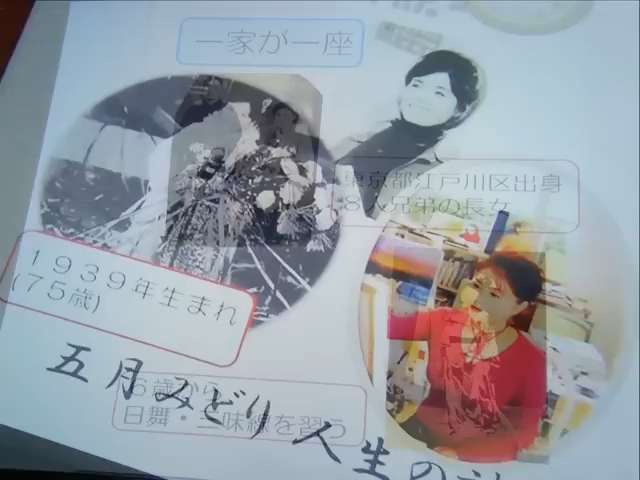 一家が一座
東京都江戸川区出身
8人兄弟の長女
1939年生まれ
(75歳)
6歳から
日舞・三味線を習う
五月みどり 人生の